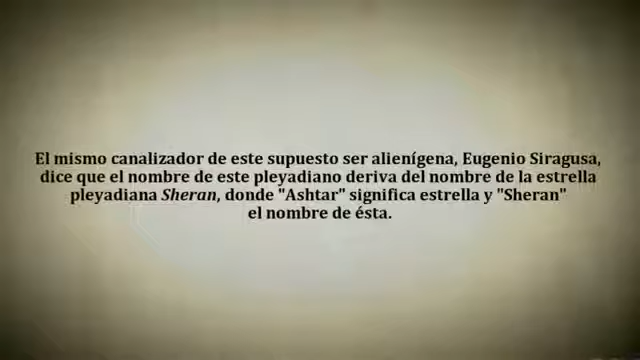 El mismo canalizador de este supuesto ser alienígena, Eugenio Siragusa,
dice que el nombre de este pleyadiano deriva del nombre de la estrella
pleyadiana Sheran, donde "Ashtar" significa estrella y "Sheran"
el nombre de ésta.